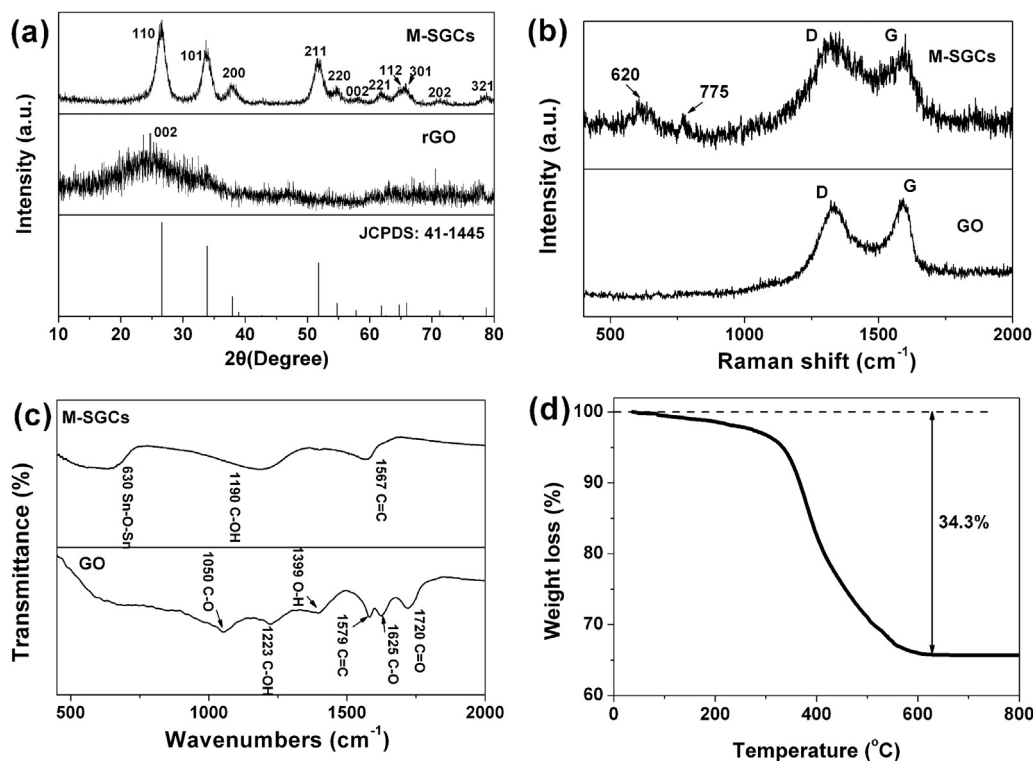 (a)
M-SGCs
110
101
200
211
220
002
221
112
301
202
321
rGO
002
JCPDS: 41-1445
Intensity (a.u.)
10 20 30 40 50 60 70 80
2θ(Degree)
(b)
D G
M-SGCs
620
775
D G
GO
Intensity (a.u.)
500 1000 1500 2000
Raman shift (cm⁻¹)
(c)
M-SGCs
630 Sn-O-Sn
1190 C-OH
1567 C=C
GO
1050 C-O
1223 C-OH
1399 O-H
1579 C=C
1625 C-O
1720 C=O
Transmittance (%)
500 1000 1500 2000
Wavenumbers (cm⁻¹)
(d)
100
90
80
70
60
34.3%
Weight loss (%)
0 200 400 600 800
Temperature (°C)